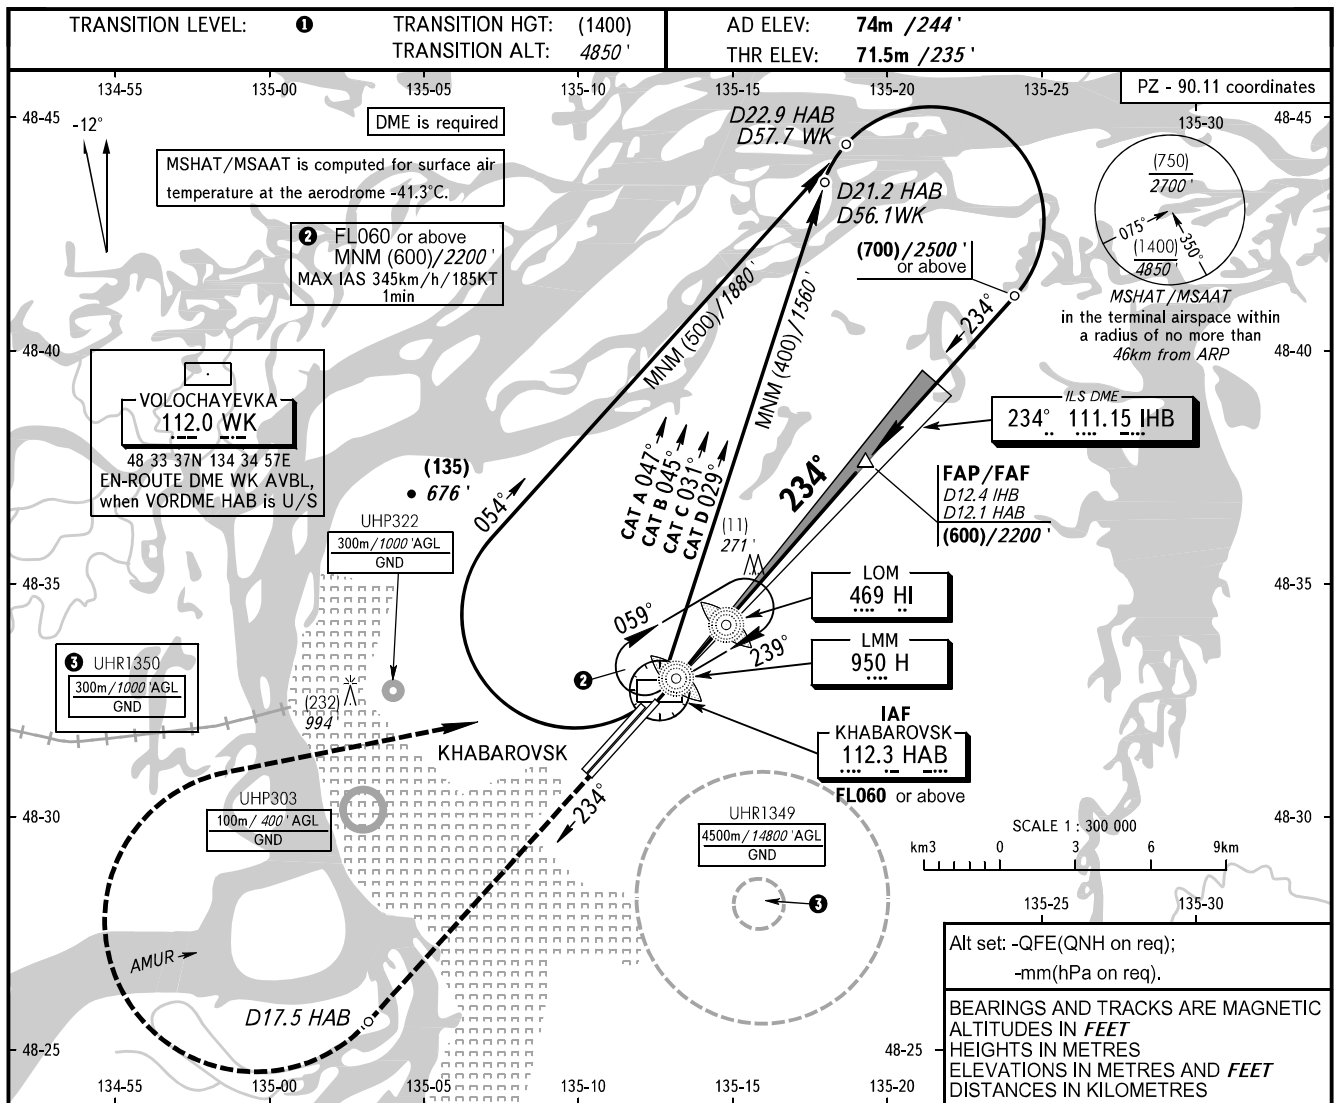 TRANSITION LEVEL: ❶ TRANSITION HGT: (1400)
TRANSITION ALT: 4850 '
AD ELEV: 74m /244 '
THR ELEV: 71.5m /235 '
134-55 135-00 135-05 135-10 135-15 135-20 135-25
PZ - 90.11 coordinates
135-30
48-45 48-45
-12°
DME is required
MSHAT/MSAAT is computed for surface air
temperature at the aerodrome -41.3°C.
❷ FL060 or above
MNM (600)/2200 '
MAX IAS 345km/h/185KT
1min
D22.9 HAB
D57.7 WK
D21.2 HAB
D56.1WK
(700)/2500 '
or above
(750)
2700 '
075°
350°
(1400)
4850 '
MSHAT/MSAAT
in the terminal airspace within
a radius of no more than
46km from ARP
234°
MNM (500)/1880 '
MNM (400)/1560 '
48-40 48-40
VOLOCHAYEVKA
112.0 WK
48 33 37N 134 34 57E
EN-ROUTE DME WK AVBL,
when VORDME HAB is U/S
ILS DME
234° 111.15 IHB
(135)
676 '
054°
CAT A 047°
CAT B 045°
CAT C 031°
CAT D 029°
234°
FAP/FAF
D12.4 IHB
D12.1 HAB
(600)/2200 '
UHP322
300m/1000 'AGL
GND
(11)
271 '
48-35 48-35
LOM
469 HI
059°
239°
LMM
950 H
❸ UHR1350
300m/1000 'AGL
GND
❷
(232)
994 '
KHABAROVSK
IAF
KHABAROVSK
112.3 HAB
FL060 or above
UHP303
100m/ 400 'AGL
GND
234°
UHR1349
4500m/14800 'AGL
GND
48-30 48-30
SCALE 1 : 300 000
km3 0 3 6 9km
❸
135-25 135-30
AMUR
D17.5 HAB
Alt set: -QFE(QNH on req);
-mm(hPa on req).
48-25 48-25
BEARINGS AND TRACKS ARE MAGNETIC
ALTITUDES IN FEET
HEIGHTS IN METRES
ELEVATIONS IN METRES AND FEET
DISTANCES IN KILOMETRES
134-55 135-00 135-05 135-10 135-15 135-20